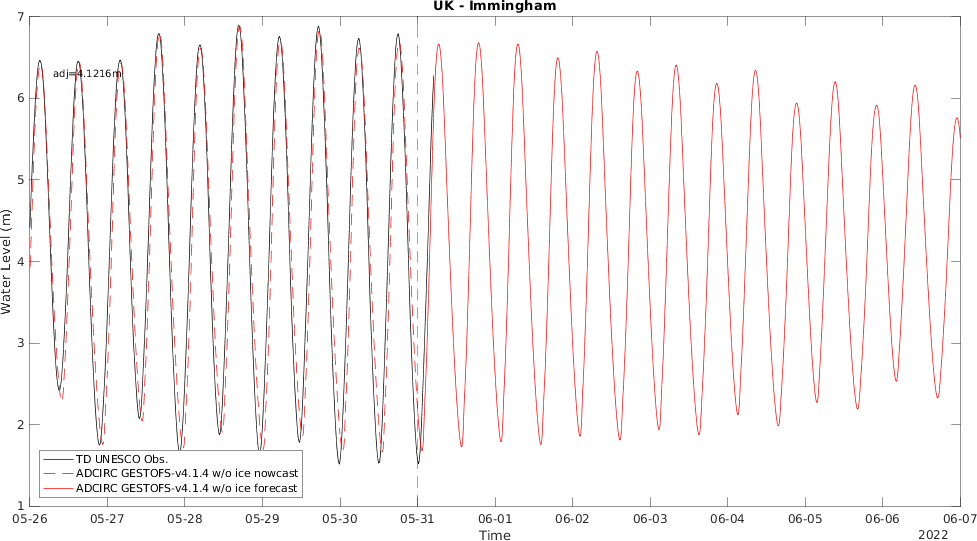 UK - Immingham
7
6
5
4
3
2
1
Water Level (m)
adj=4.1216m
TD UNESCO Obs.
ADCIRC GESTOFS-v4.1.4 w/o ice nowcast
ADCIRC GESTOFS-v4.1.4 w/o ice forecast
05-26 05-27 05-28 05-29 05-30 05-31 06-01 06-02 06-03 06-04 06-05 06-06 06-07
Time
2022